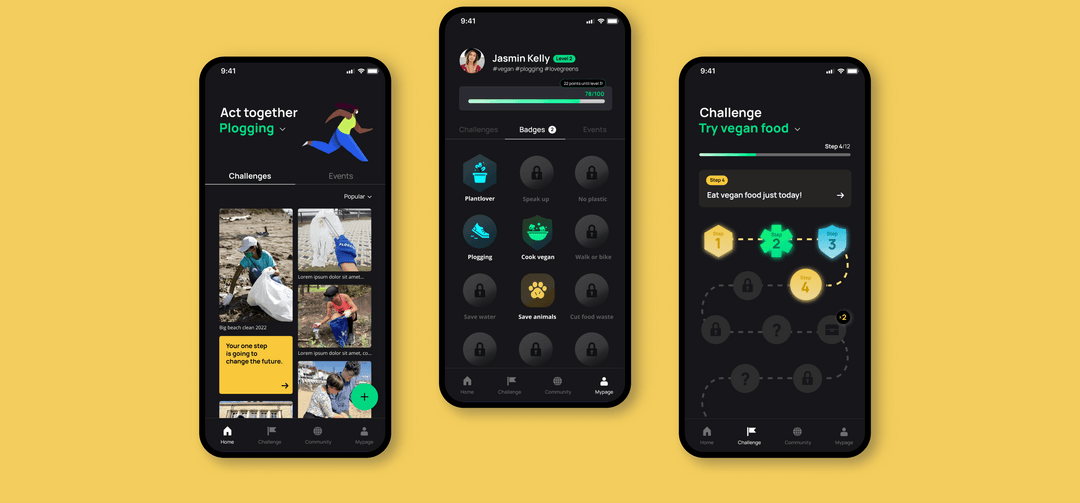 9:41
Act together
Plogging
Challenges
Events
Popular
Lorem ipsum dolor sit amet...
Big beach clean 2022
Lorem ipsum dolor sit amet, co...
Your one step
is going to
change the future.
+
Home
Challenge
Community
Mypage
9:41
Jasmin Kelly
Level 2
#vegan #plogging #lovegreens
22 points until level 3!
78/100
Challenges
Badges 2
Events
Plantlover
Speak up
No plastic
Plogging
Cook vegan
Walk or bike
Save water
Save animals
Cut food waste
Home
Challenge
Community
Mypage
9:41
Challenge
Try vegan food
Step 4/12
Step 4
Eat vegan food just today!
Step
1
Step
2
Step
3
Step
4
?
×2
?
Home
Challenge
Community
Mypage